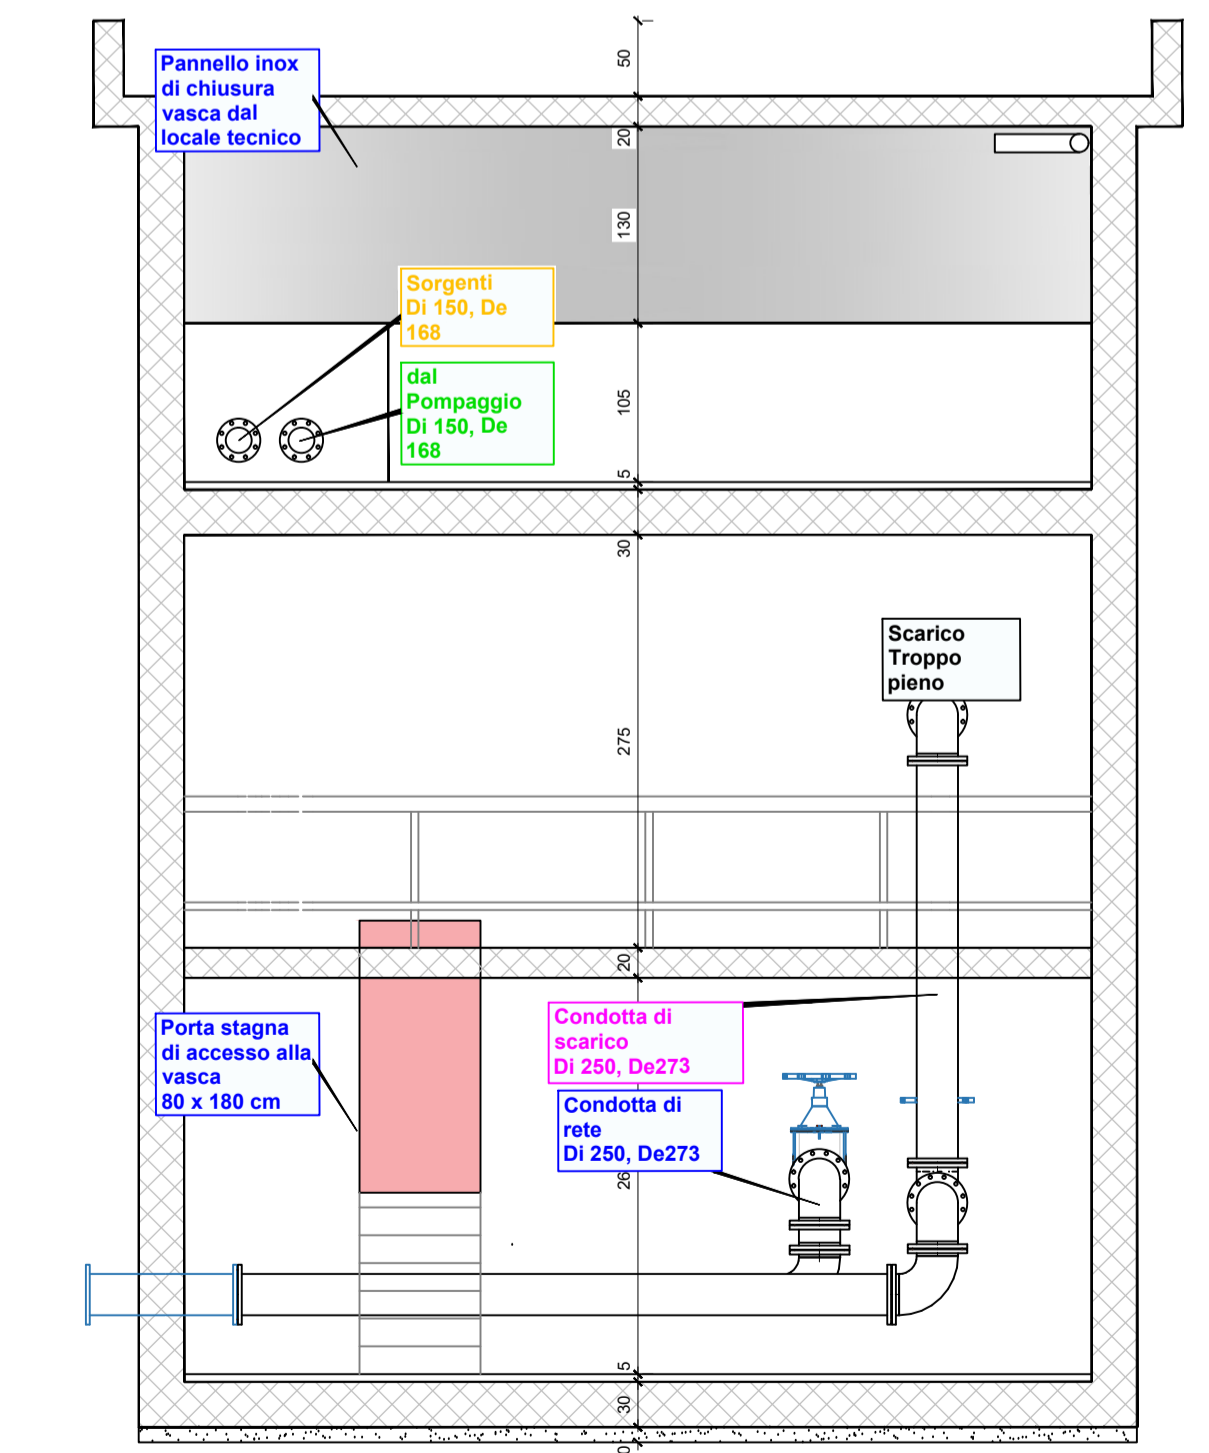 50
Pannello inox
di chiusura
vasca dal
locale tecnico
20
130
Sorgenti
Di 150, De
168
dal
Pompaggio
Di 150, De
168
105
5
30
Scarico
Troppo
pieno
275
20
Condotta di
scarico
Di 250, De273
Porta stagna
di accesso alla
vasca
80 x 180 cm
Condotta di
rete
Di 250, De273
26
5
30